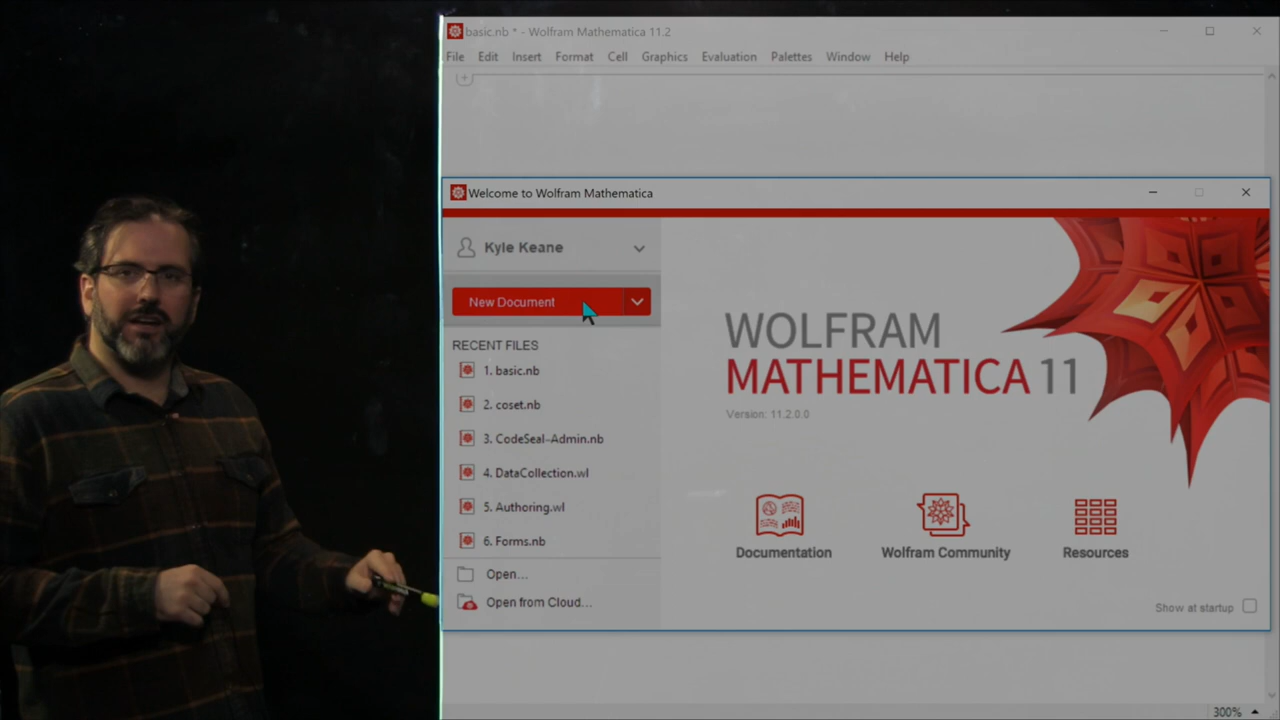 basic.nb * - Wolfram Mathematica 11.2
File Edit Insert Format Cell Graphics Evaluation Palettes Window Help
Welcome to Wolfram Mathematica
Kyle Keane
New Document
RECENT FILES
1. basic.nb
2. coset.nb
3. CodeSeal-Admin.nb
4. DataCollection.wl
5. Authoring.wl
6. Forms.nb
Open...
Open from Cloud...
WOLFRAM
MATHEMATICA 11
Version: 11.2.0.0
Documentation
Wolfram Community
Resources
Show at startup
300%